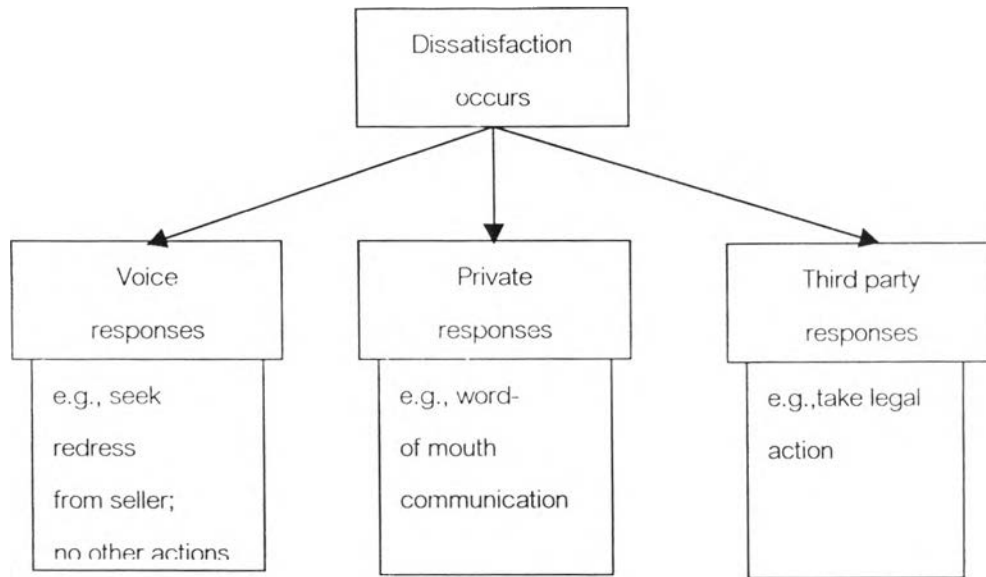 Dissatisfaction
occurs
Voice
responses
Private
responses
Third party
responses
e.g., seek
redress
from seller;
no other actions
e.g., word-
of mouth
communication
e.g.,take legal
action